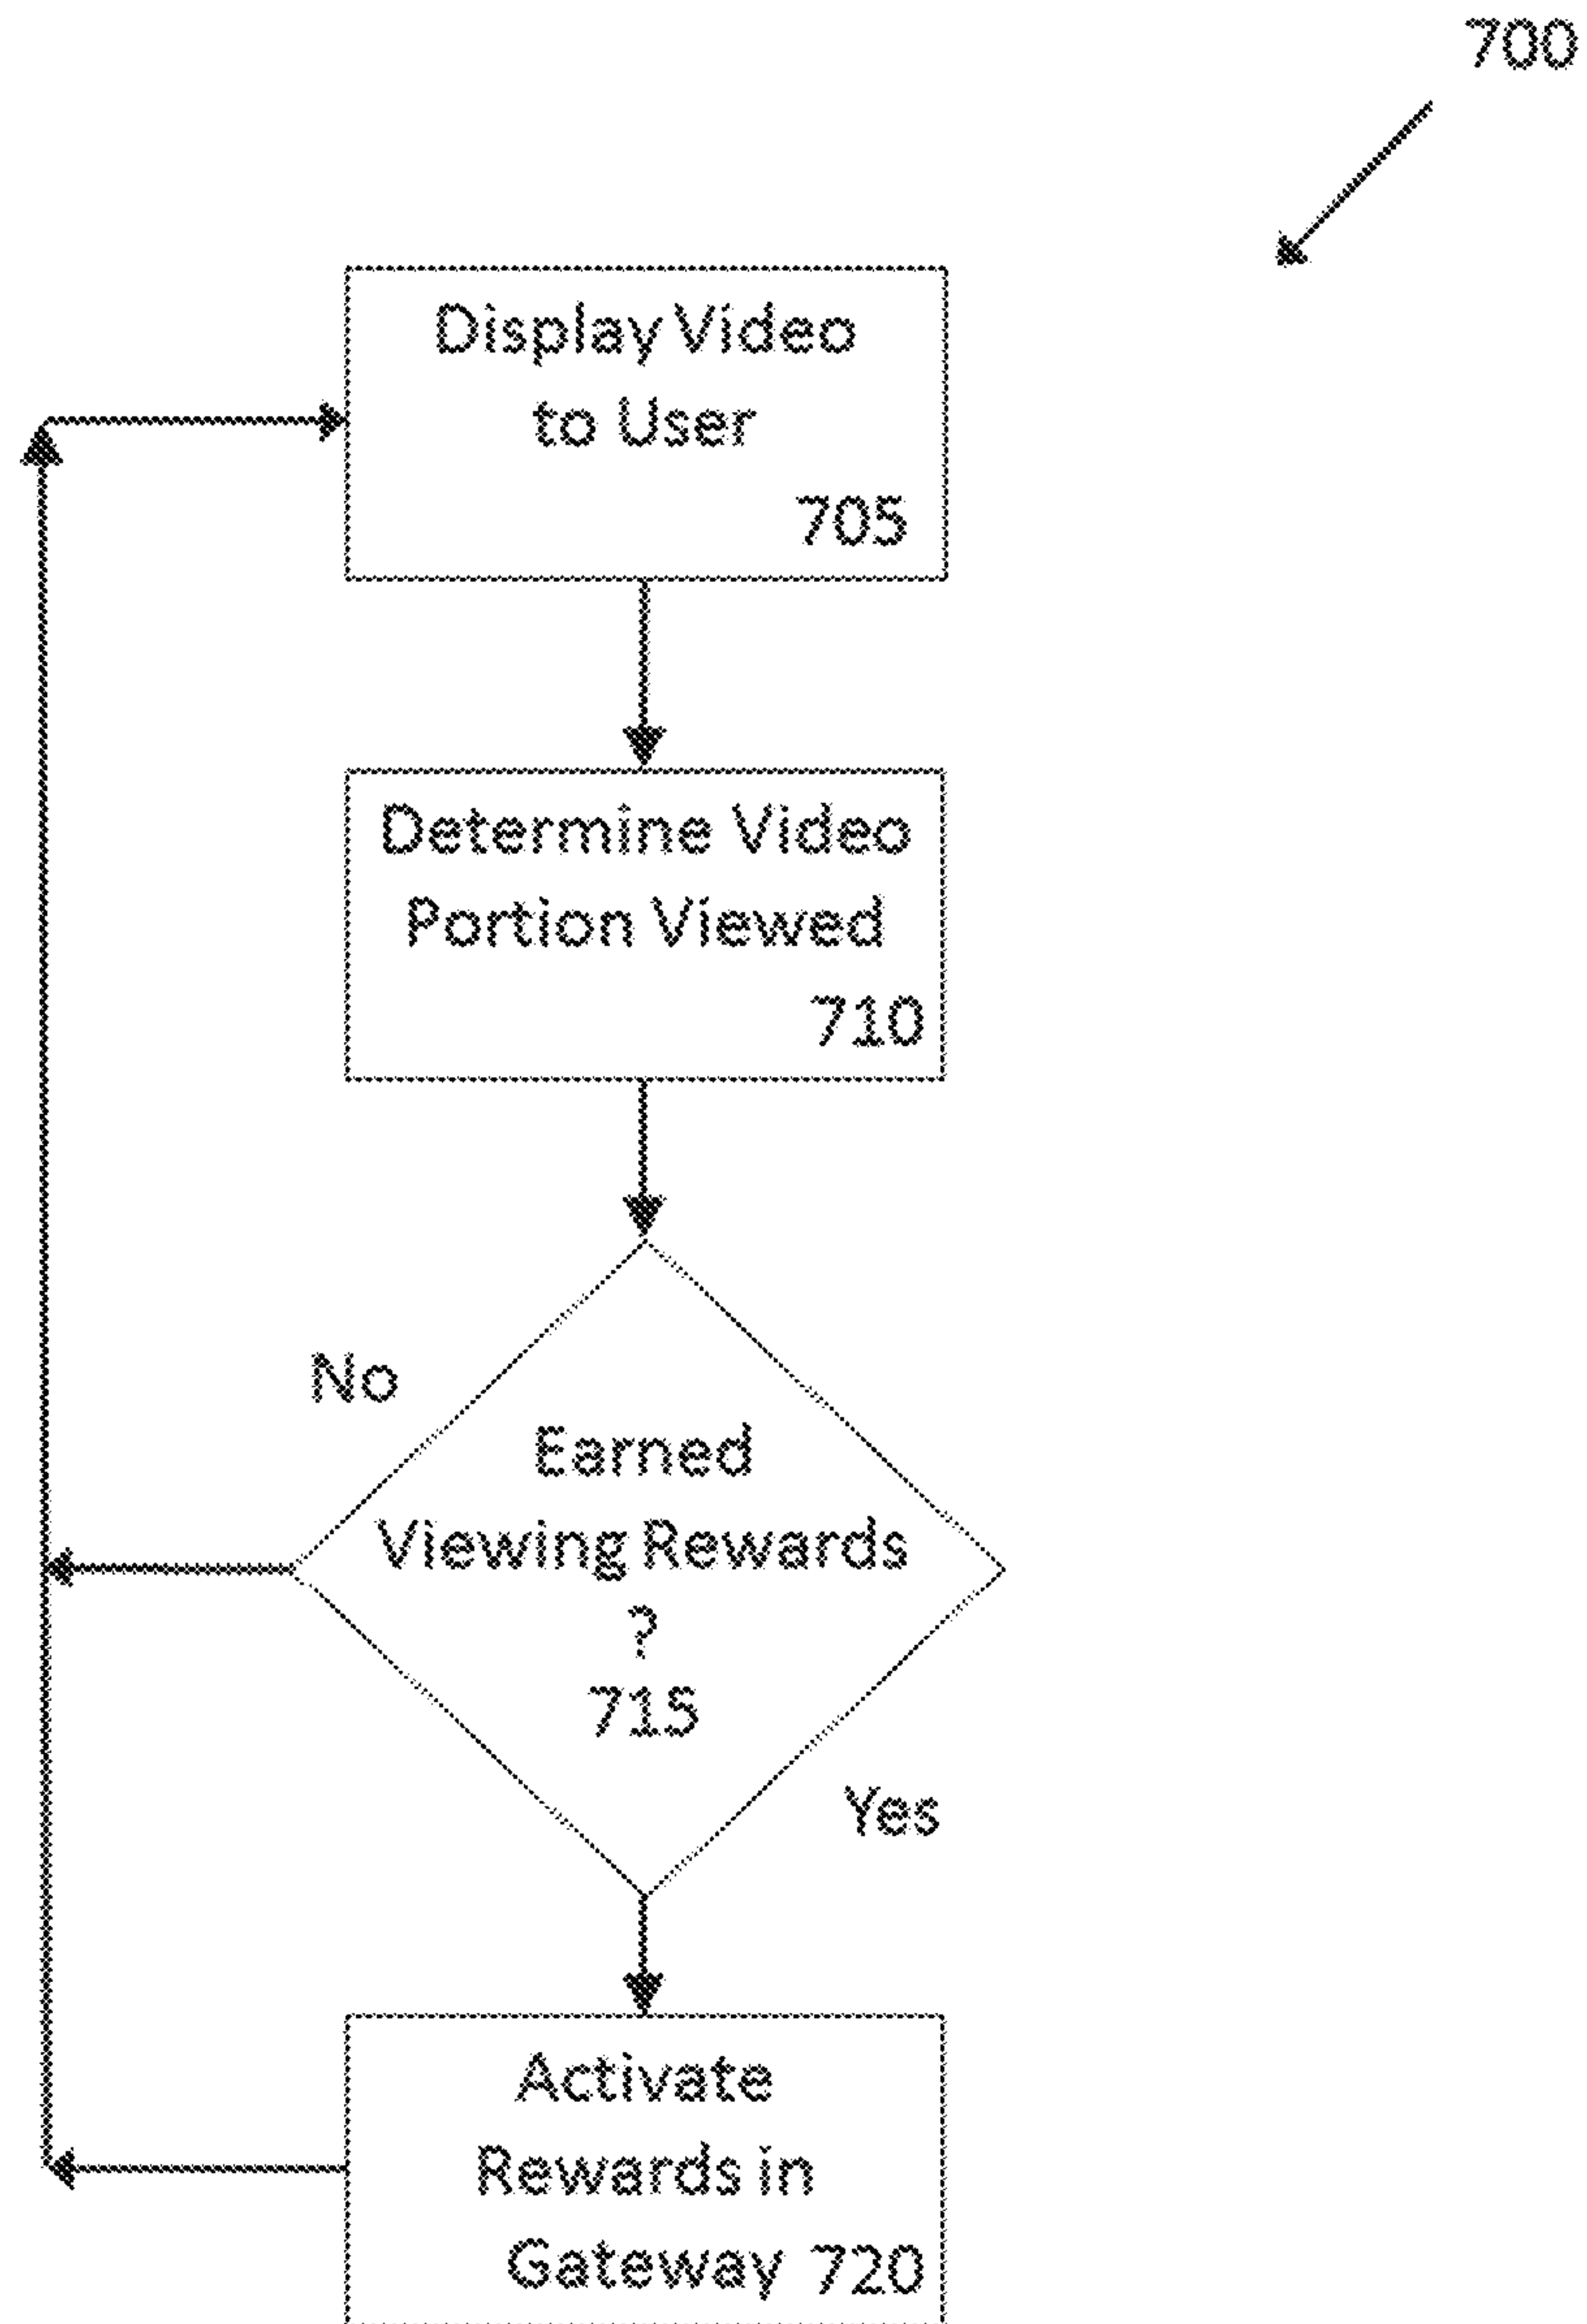 700
Display Video
to User
705
Determine Video
Portion Viewed
710
No
Earned
Viewing Rewards
?
715
Yes
Activate
Rewards in
Gateway 720